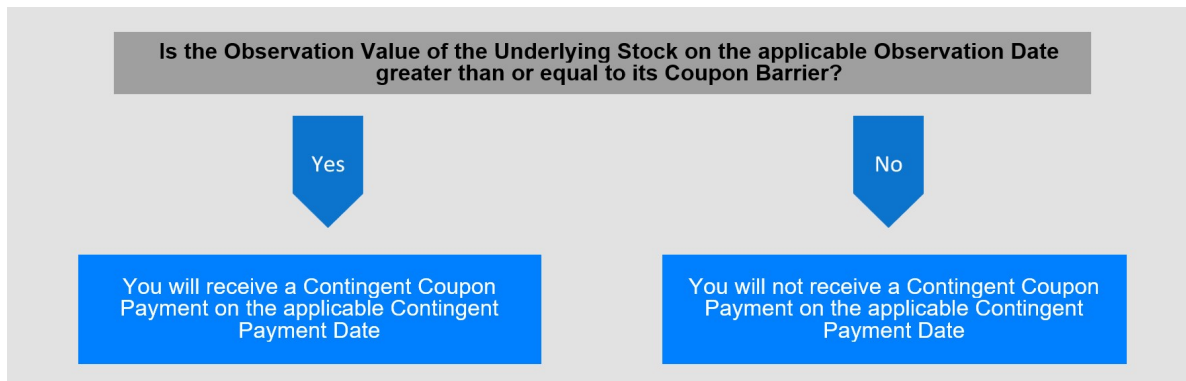 Is the Observation Value of the Underlying Stock on the applicable Observation Date
greater than or equal to its Coupon Barrier?
Yes
No
You will receive a Contingent Coupon
Payment on the applicable Contingent
Payment Date
You will not receive a Contingent Coupon
Payment on the applicable Contingent
Payment Date